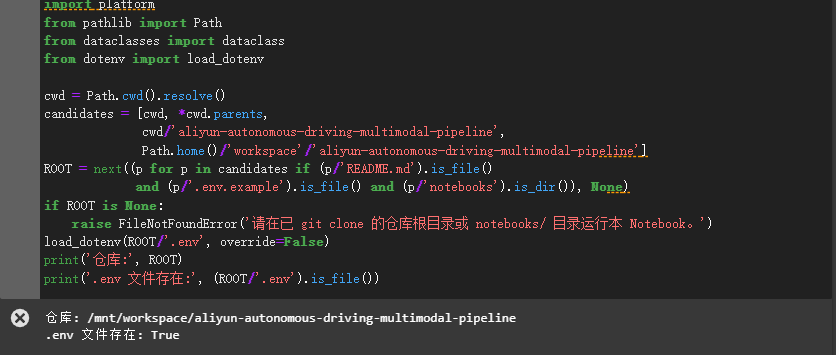 import platform
from pathlib import Path
from dataclasses import dataclass
from dotenv import load_dotenv
cwd = Path.cwd().resolve()
candidates = [cwd, *cwd.parents,
cwd/'aliyun-autonomous-driving-multimodal-pipeline',
Path.home()/'workspace'/'aliyun-autonomous-driving-multimodal-pipeline']
ROOT = next((p for p in candidates if (p/'README.md').is_file()
and (p/'.env.example').is_file() and (p/'notebooks').is_dir()), None)
if ROOT is None:
raise FileNotFoundError('请在已 git clone 的仓库根目录或 notebooks/ 目录运行本 Notebook。')
load_dotenv(ROOT/'.env', override=False)
print('仓库:', ROOT)
print('.env 文件存在:', (ROOT/'.env').is_file())
仓库: /mnt/workspace/aliyun-autonomous-driving-multimodal-pipeline
.env 文件存在: True